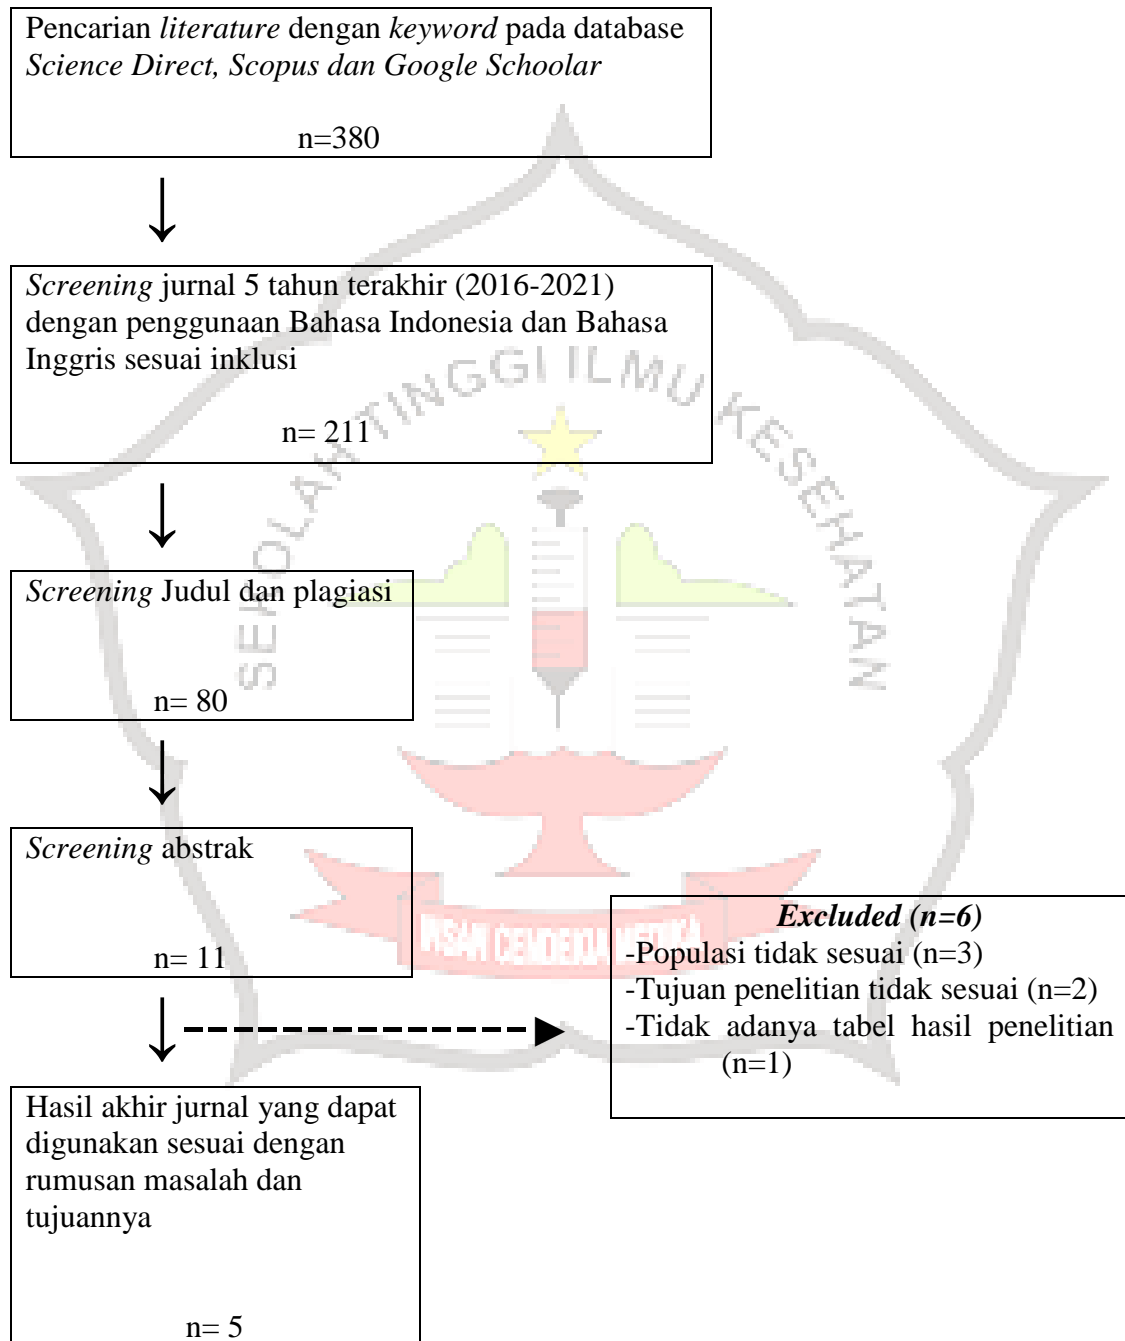 Pencarian literature dengan keyword pada database
Science Direct, Scopus dan Google Schoolar
n=380
Screening jurnal 5 tahun terakhir (2016-2021)
dengan penggunaan Bahasa Indonesia dan Bahasa
Inggris sesuai inklusi
n= 211
SEKOLAH TINGGI ILMU KESEHATAN
Screening Judul dan plagiasi
n= 80
Screening abstrak
n= 11
INSAN CENDEKIA MEDIKA
Excluded (n=6)
-Populasi tidak sesuai (n=3)
-Tujuan penelitian tidak sesuai (n=2)
-Tidak adanya tabel hasil penelitian
(n=1)
Hasil akhir jurnal yang dapat
digunakan sesuai dengan
rumusan masalah dan
tujuannya
n= 5